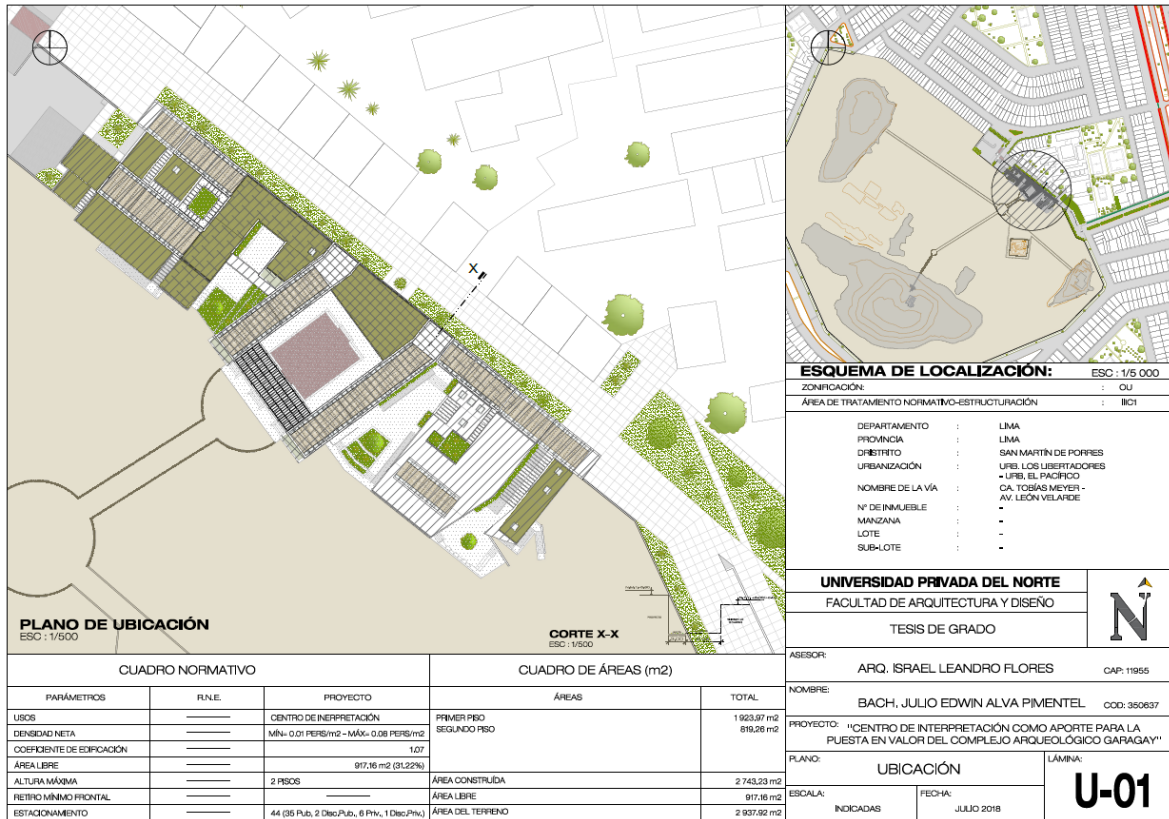 X
PLANO DE UBICACIÓN
ESC : 1/500
CORTE X-X
ESC : 1/500
ESQUEMA DE LOCALIZACIÓN: ESC : 1/5 000
ZONIFICACIÓN: : OU
ÁREA DE TRATAMIENTO NORMATIVO-ESTRUCTURACIÓN :
DEPARTAMENTO : LIMA
PROVINCIA : LIMA
DRISTRITO : SAN MARTÍN DE PORRES
URBANIZACIÓN : URB. LOS LIBERTADORES
- URB. EL PACÍFICO
NOMBRE DE LA VÍA : CA. TOBÍAS MEYER -
AV. LEÓN VELARDE
Nº DE INMUEBLE : -
MANZANA : -
LOTE : -
SUB-LOTE : -
UNIVERSIDAD PRIVADA DEL NORTE
FACULTAD DE ARQUITECTURA Y DISEÑO
TESIS DE GRADO
N
ASESOR:
ARQ. ISRAEL LEANDRO FLORES CAP: 11955
NOMBRE:
BACH. JULIO EDWIN ALVA PIMENTEL COD: 350637
PROYECTO: "CENTRO DE INTERPRETACIÓN COMO APORTE PARA LA
PUESTA EN VALOR DEL COMPLEJO ARQUEOLÓGICO GARAGAY"
PLANO:
UBICACIÓN
LÁMINA:
U-01
ESCALA:
INDICADAS
FECHA:
JULIO 2018
CUADRO NORMATIVO
PARÁMETROS R.N.E. PROYECTO
USOS CENTRO DE INERPRETACIÓN
DENSIDAD NETA MÍN= 0.01 PERS/m2 - MÁX= 0.08 PERS/m2
COEFICIENTE DE EDIFICACIÓN 1.07
ÁREA LIBRE 917,16 m2 (31,22%)
ALTURA MÁXIMA 2 PISOS
RETIRO MÍNIMO FRONTAL
ESTACIONAMIENTO 44 (35 Pub, 2 Disc.Pub., 6 Priv., 1 Disc.Priv.)
CUADRO DE ÁREAS (m2)
ÁREAS TOTAL
PRIMER PISO 1 923,97 m2
SEGUNDO PISO 819,26 m2
ÁREA CONSTRUÍDA 2 743,23 m2
ÁREA LIBRE 917.16 m2
ÁREA DEL TERRENO 2 937.92 m2